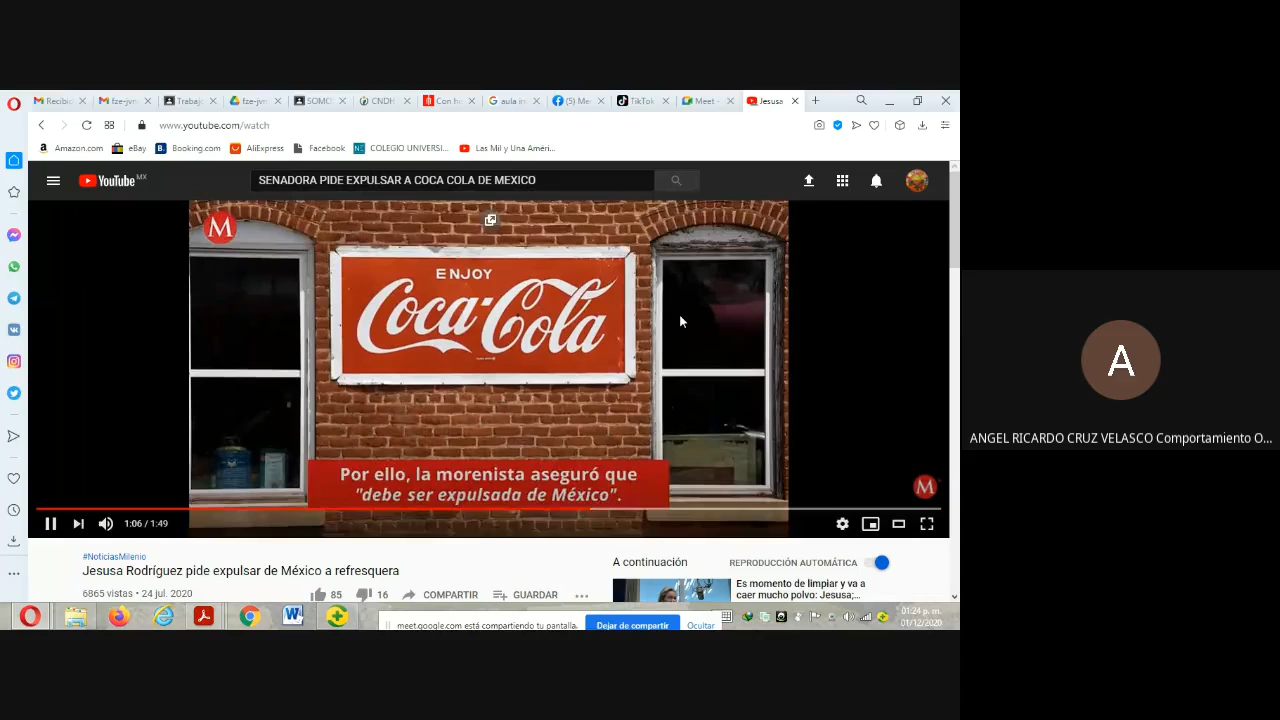 Recibid
fze-jvn
Trabaj
fze-jvn
SOMO
CNDH
Con h
aula in
(5) Me
TikTok
Meet -
Jesusa
www.youtube.com/watch
Amazon.com
eBay
Booking.com
AliExpress
Facebook
COLEGIO UNIVERSI...
Las Mil y Una Améri...
YouTube MX
SENADORA PIDE EXPULSAR A COCA COLA DE MEXICO
M
ENJOY
Coca-Cola
Por ello, la morenista aseguró que
"debe ser expulsada de México".
M
1:06 / 1:49
#NoticiasMilenio
Jesusa Rodríguez pide expulsar de México a refresquera
6865 vistas • 24 jul. 2020
85
16
COMPARTIR
GUARDAR
A continuación
REPRODUCCIÓN AUTOMÁTICA
Es momento de limpiar y va a
caer mucho polvo: Jesusa;...
meet.google.com está compartiendo tu pantalla.
Dejar de compartir
Ocultar
01:24 p. m.
01/12/2020
A
ANGEL RICARDO CRUZ VELASCO Comportamiento O...